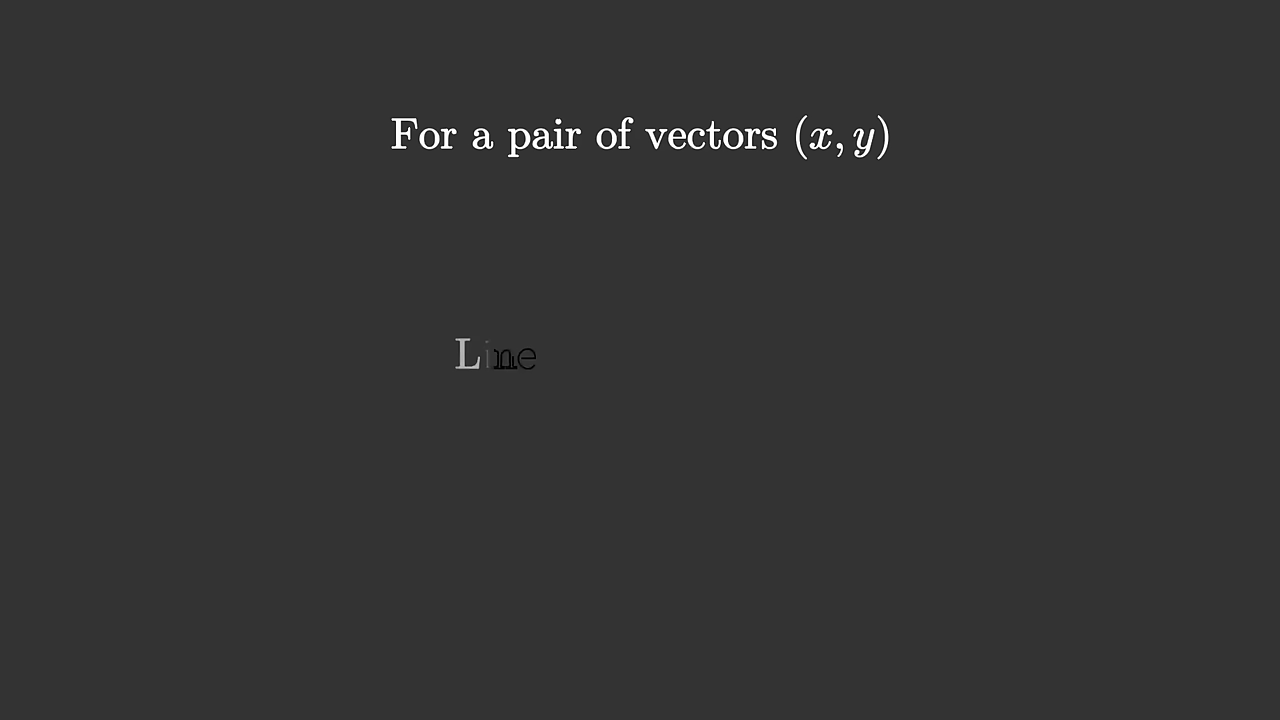 For a pair of vectors (x, y)
Line